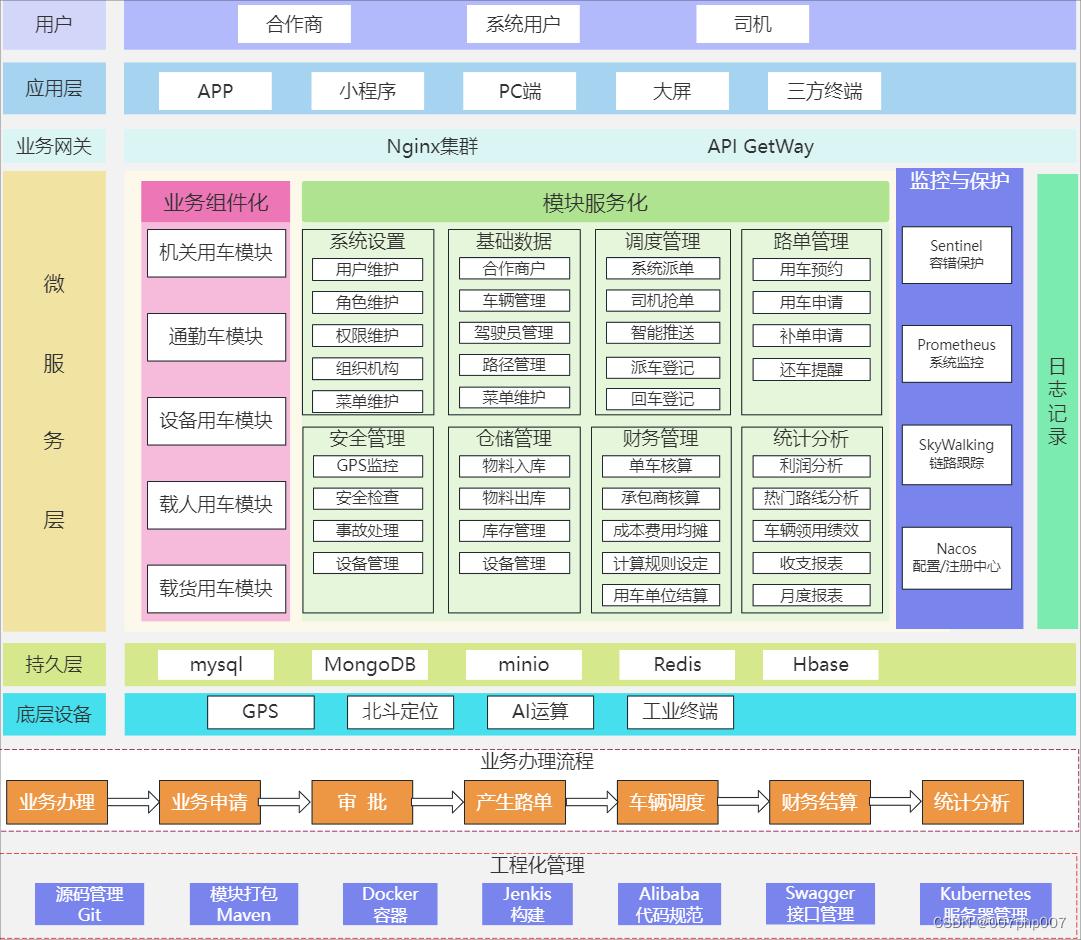 用户
合作商
系统用户
司机
应用层
APP
小程序
PC端
大屏
三方终端
业务网关
Nginx集群
API GetWay
微
服
务
层
业务组件化
机关用车模块
通勤车模块
设备用车模块
载人用车模块
载货用车模块
模块服务化
系统设置
用户维护
角色维护
权限维护
组织机构
菜单维护
基础数据
合作商户
车辆管理
驾驶员管理
路径管理
菜单维护
调度管理
系统派单
司机抢单
智能推送
派车登记
回车登记
路单管理
用车预约
用车申请
补单申请
还车提醒
安全管理
GPS监控
安全检查
事故处理
设备管理
仓储管理
物料入库
物料出库
库存管理
设备管理
财务管理
单车核算
承包商核算
成本费用均摊
计算规则设定
用车单位结算
统计分析
利润分析
热门路线分析
车辆领用绩效
收支报表
月度报表
监控与保护
Sentinel
容错保护
Prometheus
系统监控
SkyWalking
链路跟踪
Nacos
配置/注册中心
日
志
记
录
持久层
mysql
MongoDB
minio
Redis
Hbase
底层设备
GPS
北斗定位
AI运算
工业终端
业务办理流程
业务办理
业务申请
审 批
产生路单
车辆调度
财务结算
统计分析
工程化管理
源码管理
Git
模块打包
Maven
Docker
容器
Jenkis
构建
Alibaba
代码规范
Swagger
接口管理
Kubernetes
服务器管理
CSDN @007php007